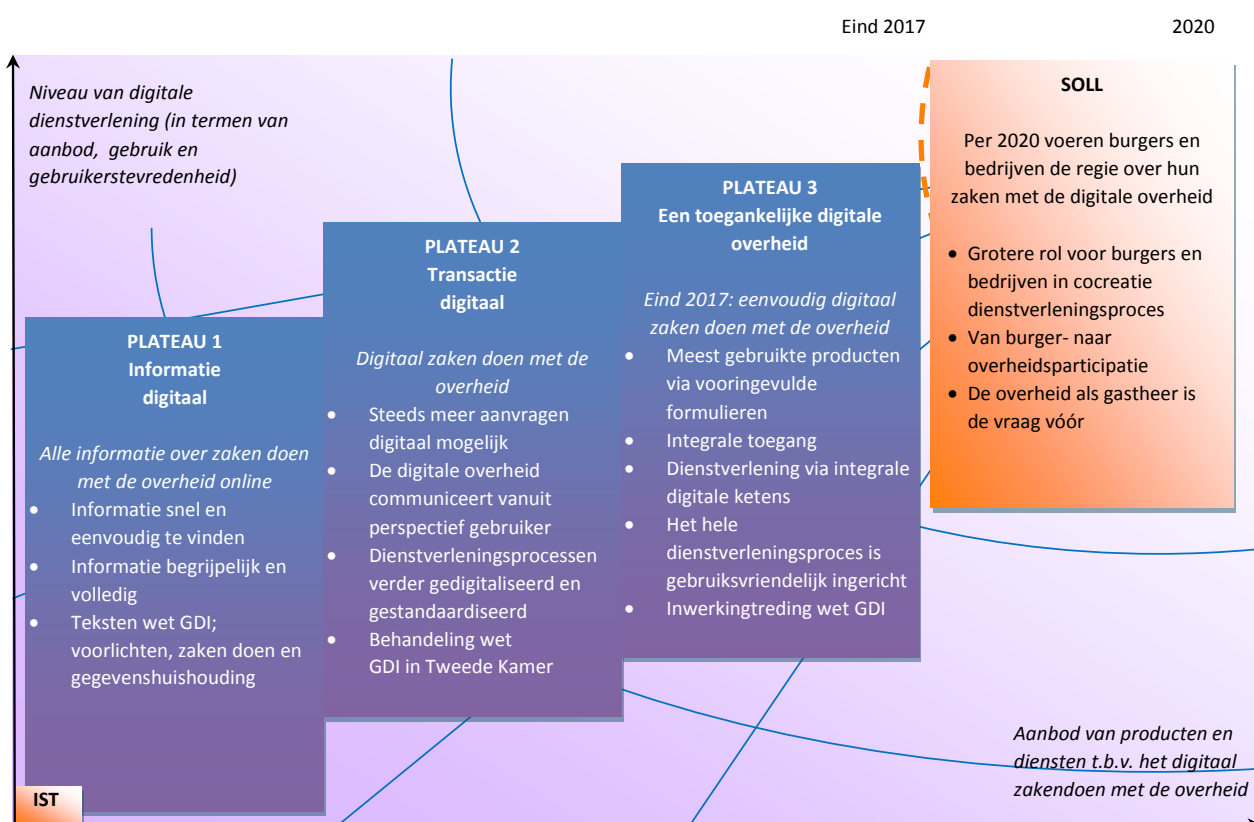 Eind 2017
2020
Niveau van digitale
dienstverlening (in termen van
aanbod, gebruik en
gebruikerstevredenheid)
PLATEAU 1
Informatie
digitaal
Alle informatie over zaken doen
met de overheid online
• Informatie snel en
eenvoudig te vinden
• Informatie begrijpelijk en
volledig
• Teksten wet GDI;
voorlichten, zaken doen en
gegevenshuishouding
PLATEAU 2
Transactie
digitaal
Digitaal zaken doen met de
overheid
• Steeds meer aanvragen
digitaal mogelijk
• De digitale overheid
communiceert vanuit
perspectief gebruiker
• Dienstverleningsprocessen
verder gedigitaliseerd en
gestandaardiseerd
• Behandeling wet
GDI in Tweede Kamer
PLATEAU 3
Een toegankelijke digitale
overheid
Eind 2017: eenvoudig digitaal
zaken doen met de overheid
• Meest gebruikte producten
via vooringevulde
formulieren
• Integrale toegang
• Dienstverlening via integrale
digitale ketens
• Het hele
dienstverleningsproces is
gebruiksvriendelijk ingericht
• Inwerkingtreding wet GDI
SOLL
Per 2020 voeren burgers en
bedrijven de regie over hun
zaken met de digitale overheid
• Grotere rol voor burgers en
bedrijven in cocreatie
dienstverleningsproces
• Van burger- naar
overheidsparticipatie
• De overheid als gastheer is
de vraag vóór
Aanbod van producten en
diensten t.b.v. het digitaal
zakendoen met de overheid
IST